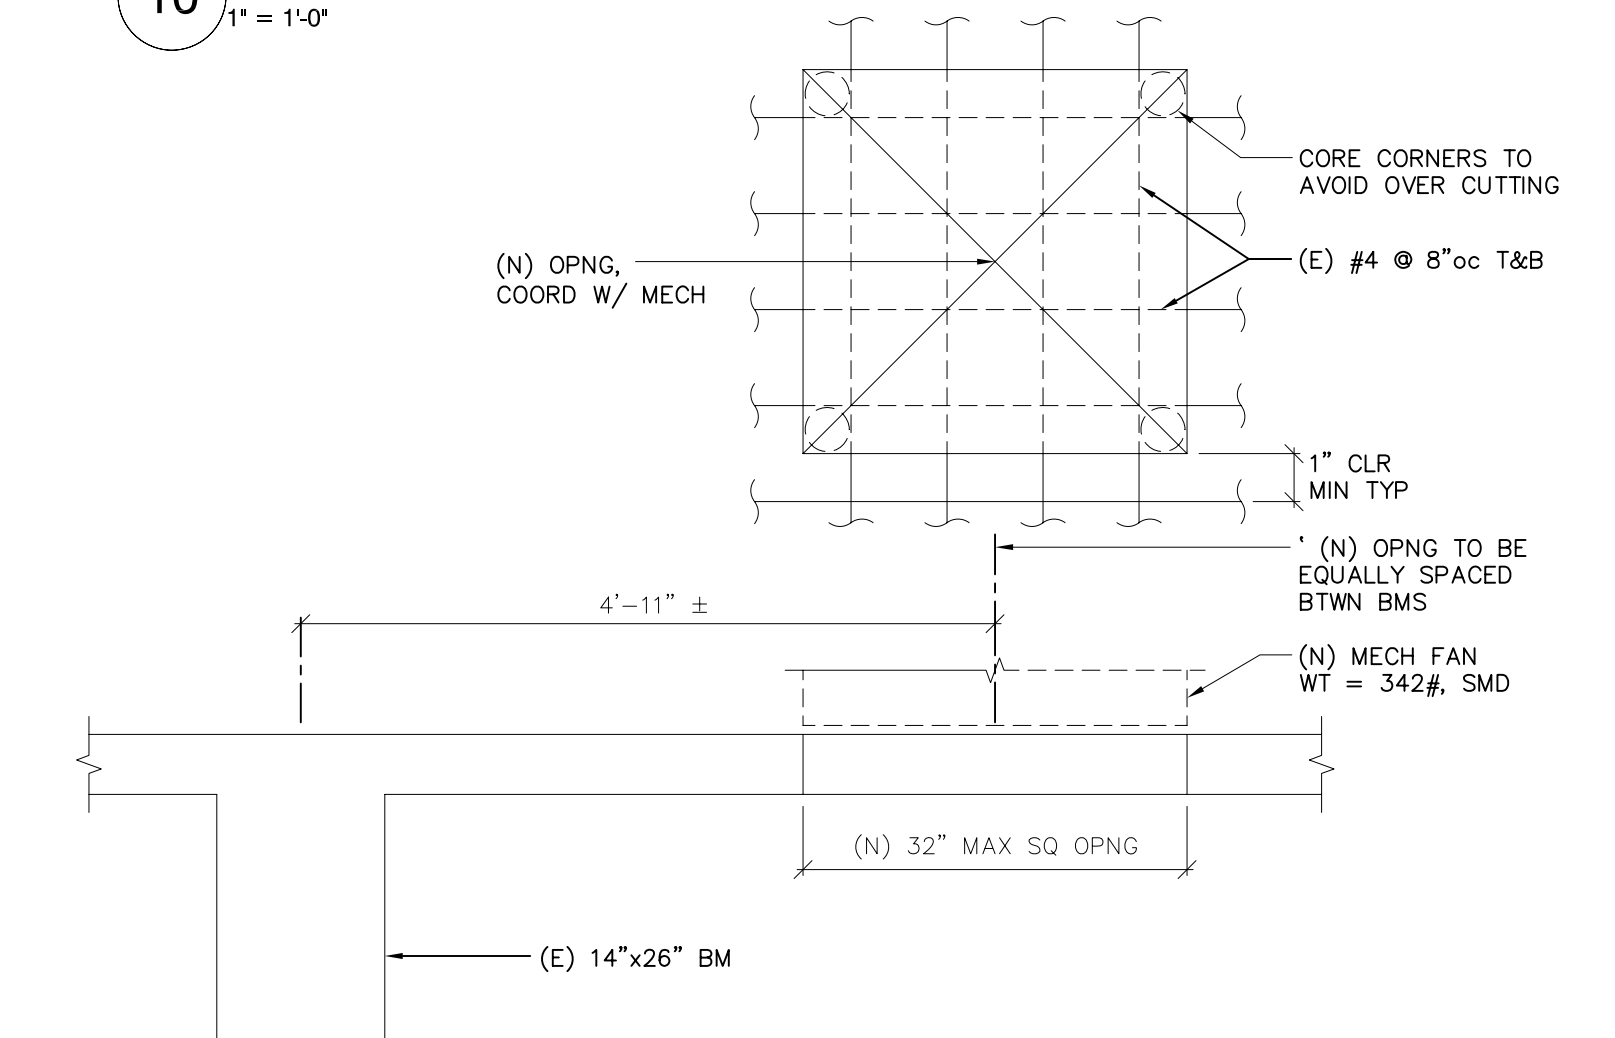 10
1" = 1'-0"
CORE CORNERS TO
AVOID OVER CUTTING
(N) OPNG,
COORD W/ MECH
(E) #4 @ 8"oc T&B
1" CLR
MIN TYP
' (N) OPNG TO BE
EQUALLY SPACED
BTWN BMS
4'-11" ±
(N) MECH FAN
WT = 342#, SMD
(N) 32" MAX SQ OPNG
(E) 14"x26" BM